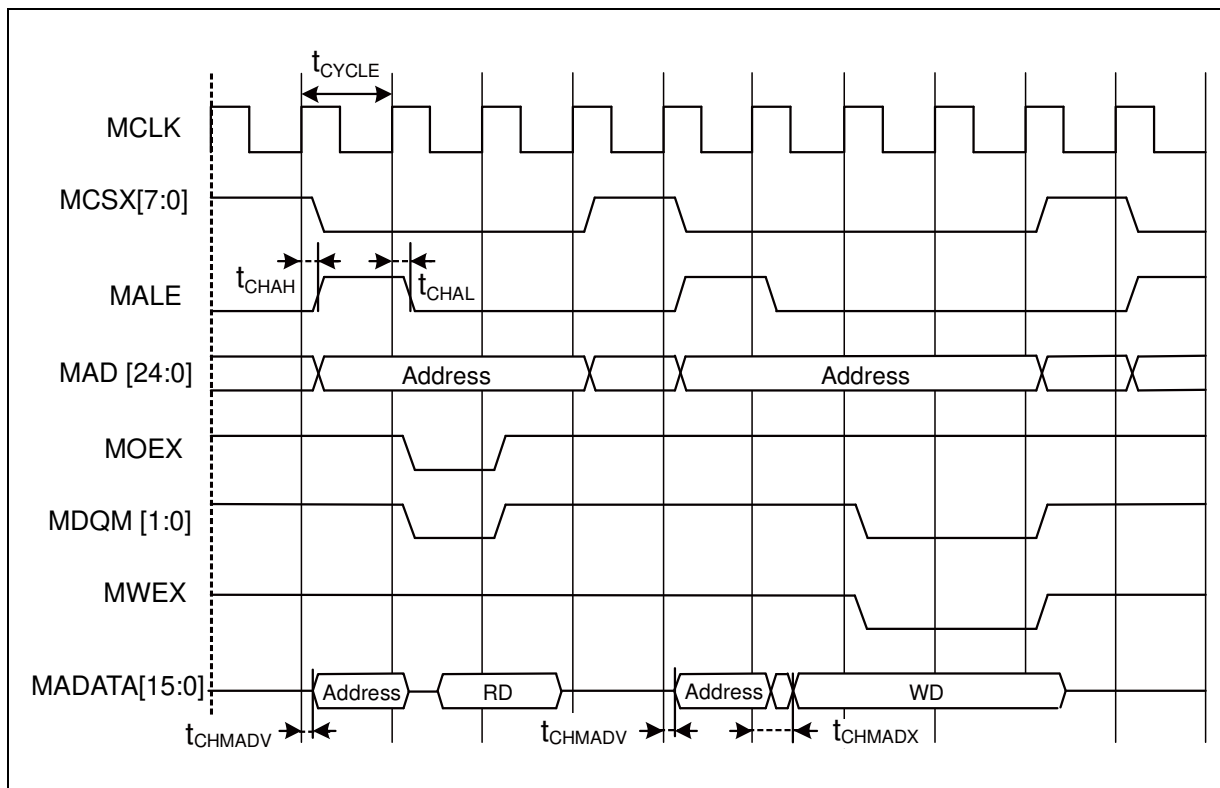 tCYCLE
MCLK
MCSX[7:0]
tCHAH
tCHAL
MALE
MAD [24:0]
Address
Address
MOEX
MDQM [1:0]
MWEX
MADATA[15:0]
Address
RD
Address
WD
tCHMADV
tCHMADV
tCHMADX